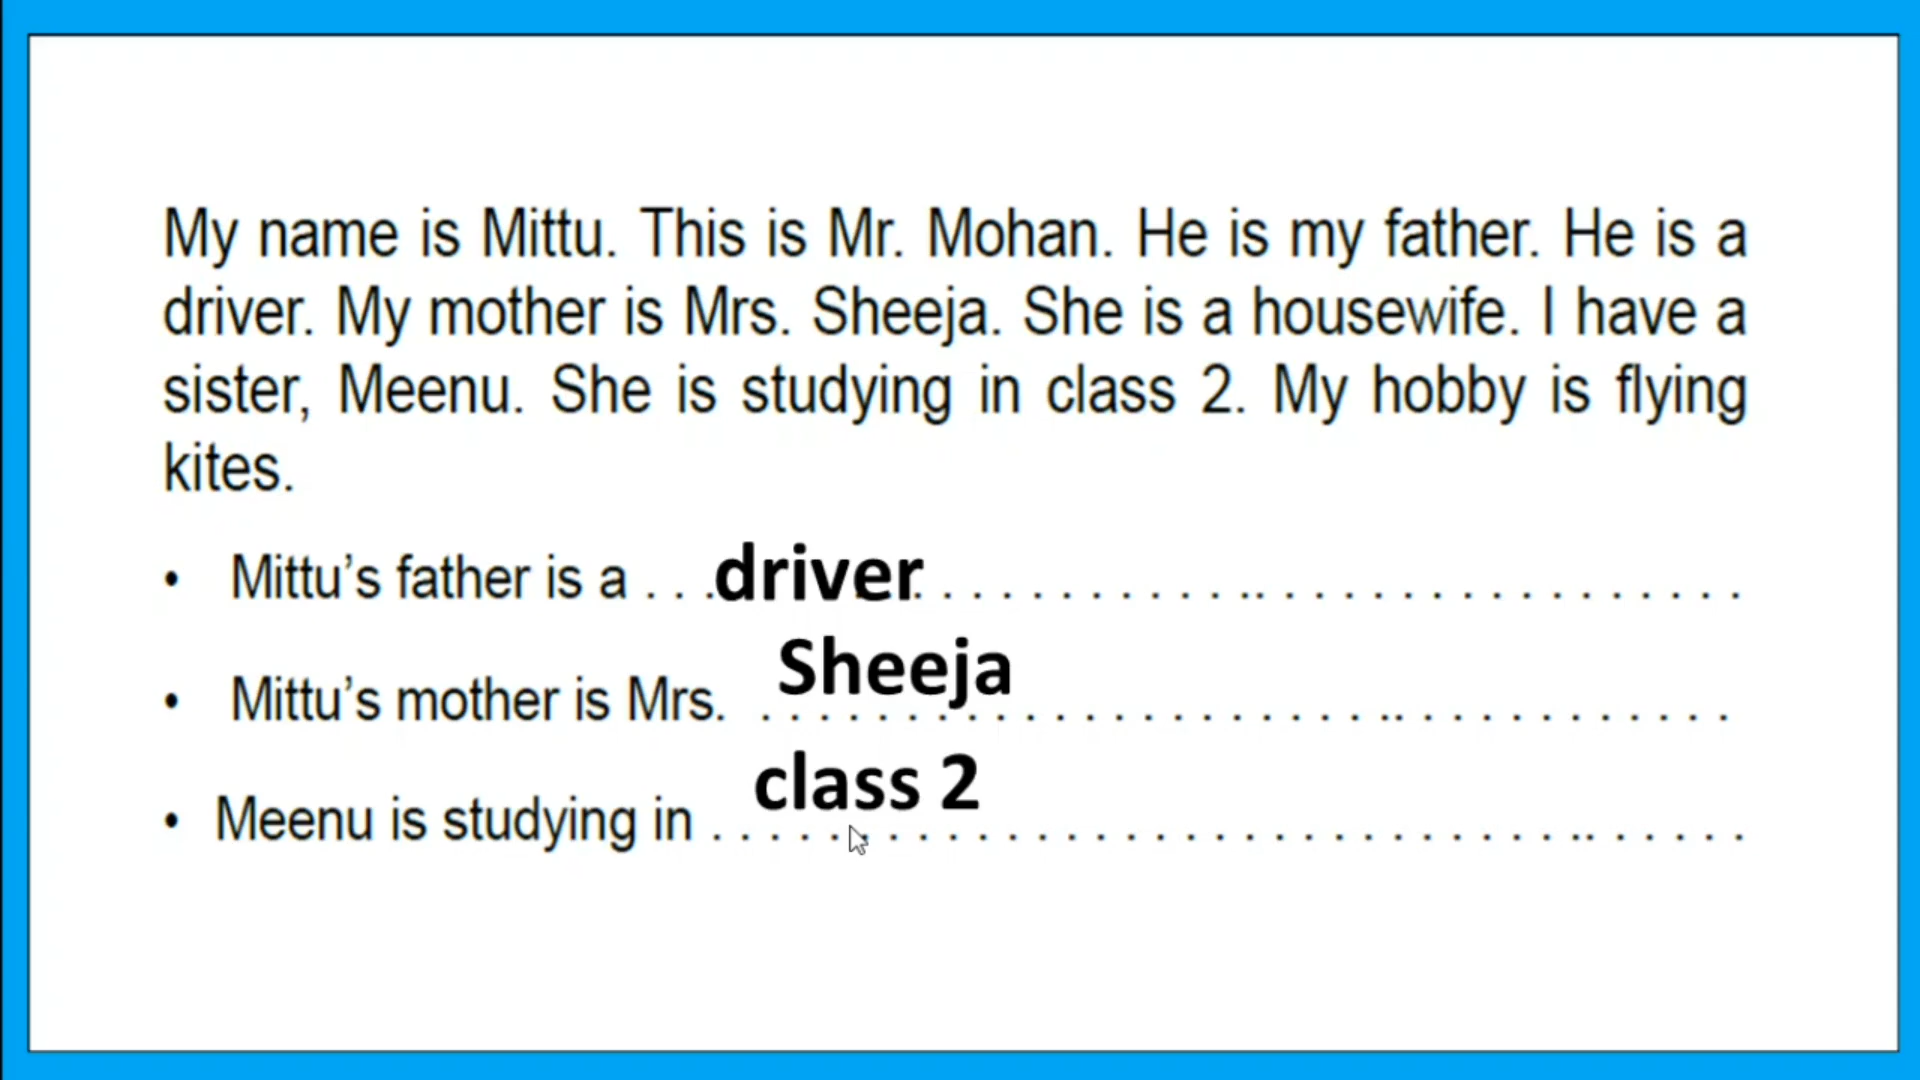 My name is Mittu. This is Mr. Mohan. He is my father. He is a
driver. My mother is Mrs. Sheeja. She is a housewife. I have a
sister, Meenu. She is studying in class 2. My hobby is flying
kites.
• Mittu’s father is a . . . driver . . . . . . . . . . .. . . . . . . . . . . . . . . . . .
• Mittu’s mother is Mrs. Sheeja . . . . . . . . . . . . . . . . . . . . . .. . . . . . . . . . . .
• Meenu is studying in class 2 . . . . . . . . . . . . . . . . . . . . . . . . . . . . .. . . . . .